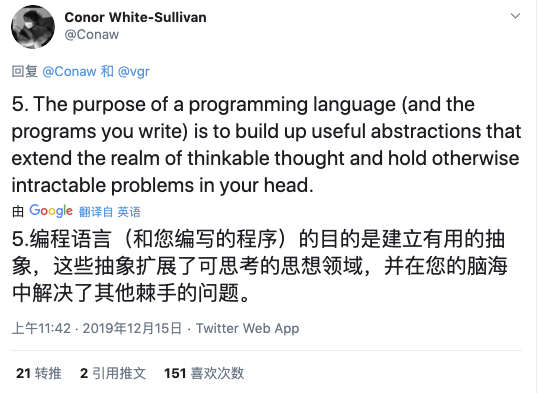 Conor White-Sullivan
@Conaw
回复 @Conaw 和 @vgr
5. The purpose of a programming language (and the
programs you write) is to build up useful abstractions that
extend the realm of thinkable thought and hold otherwise
intractable problems in your head.
由 Google 翻译自 英语
5.编程语言（和您编写的程序）的目的是建立有用的抽
象，这些抽象扩展了可思考的思想领域，并在您的脑海
中解决了其他棘手的问题。
上午11:42 · 2019年12月15日 · Twitter Web App
21 转推 2 引用推文 151 喜欢次数